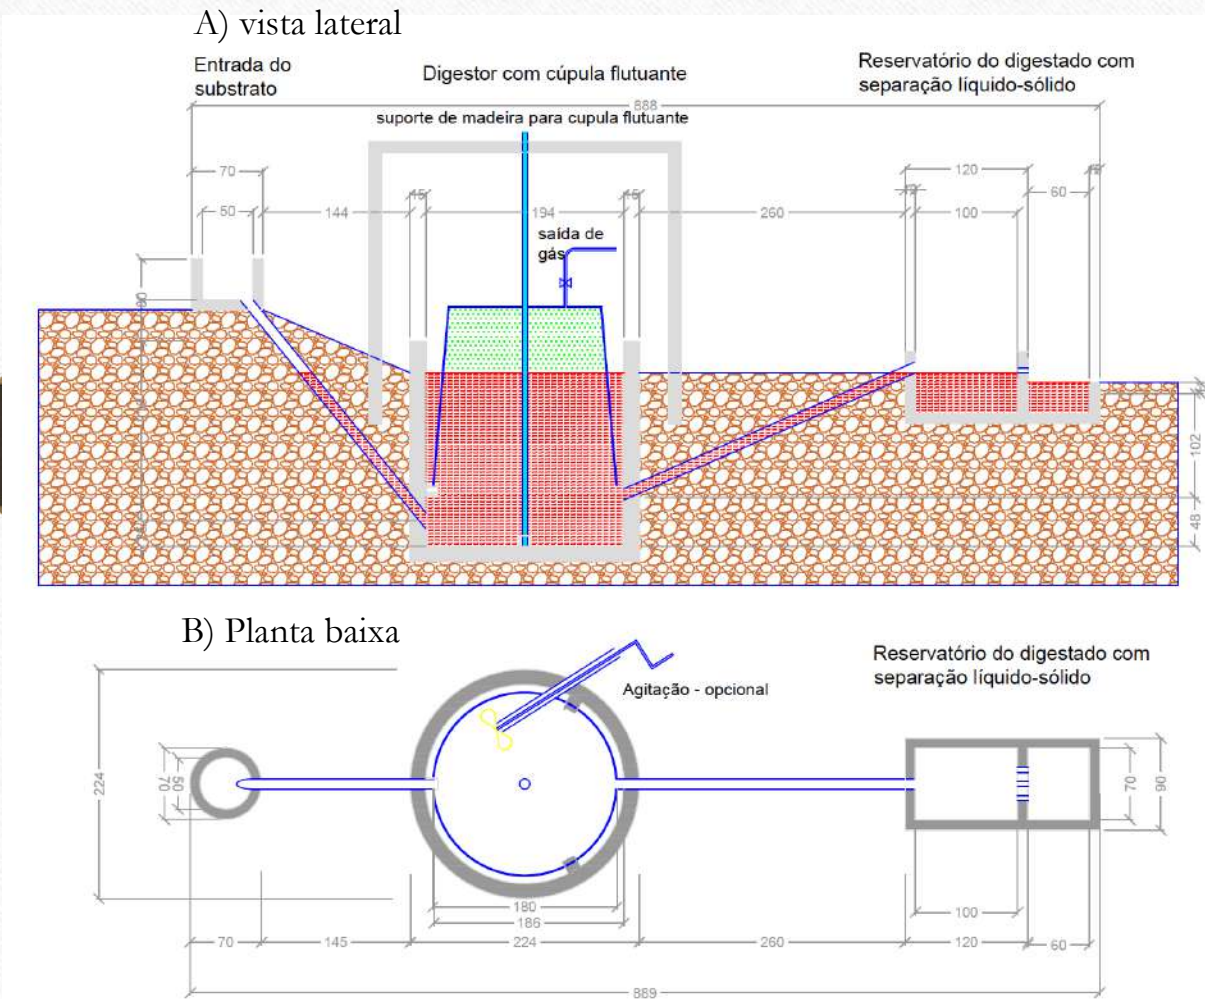 A) vista lateral
Entrada do
substrato
Digestor com cúpula flutuante
Reservatório do digestado com
separação líquido-sólido
888
suporte de madeira para cupula flutuante
70
120
60
50
144
15
194
15
260
100
saída de
gás
102
48
B) Planta baixa
Reservatório do digestado com
separação líquido-sólido
Agitação - opcional
224
70
50
70
90
180
186
100
70
145
224
260
120
60
889